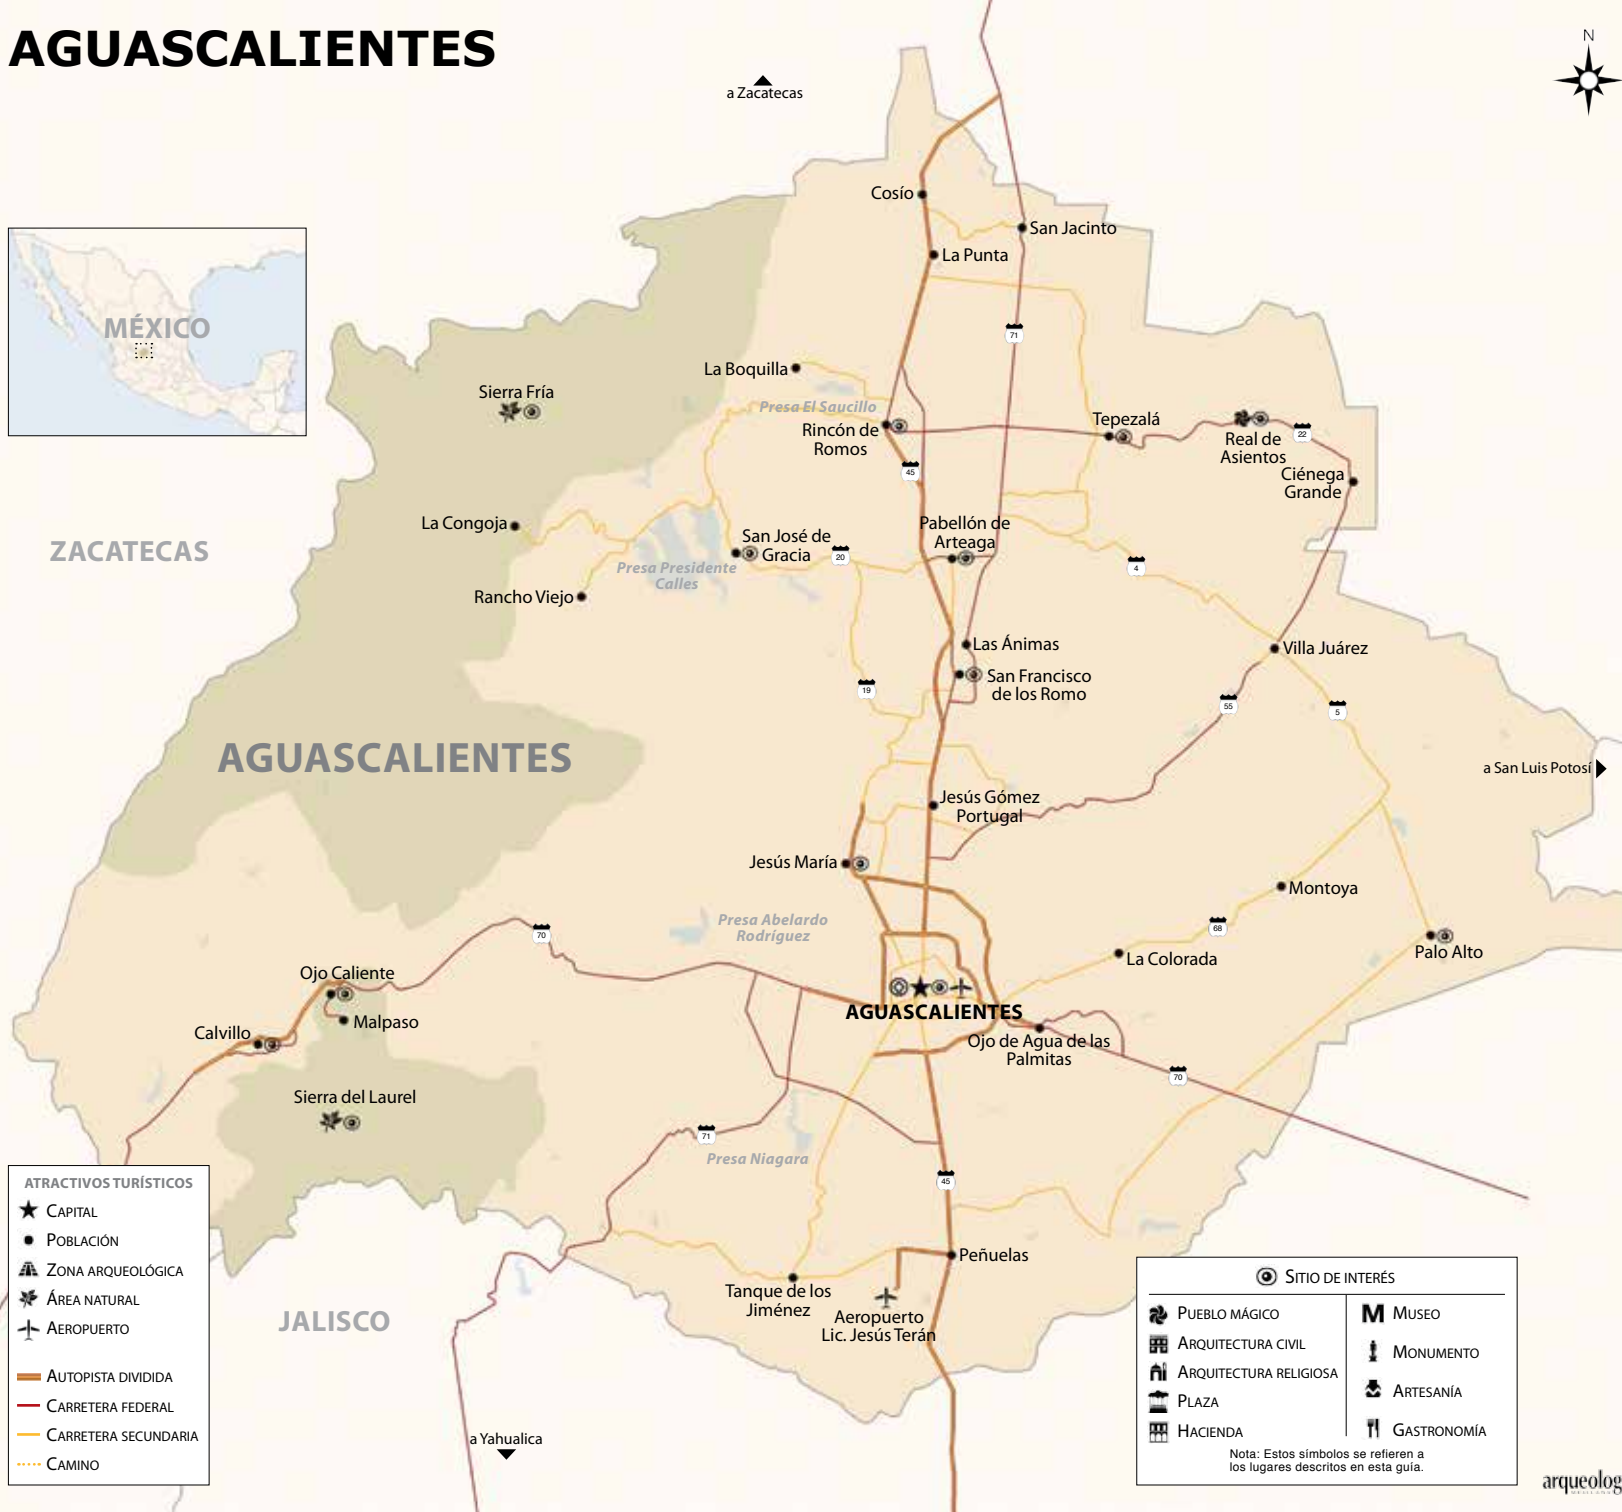 AGUASCALIENTES
N
a Zacatecas
Cosío
San Jacinto
La Punta
MÉXICO
71
La Boquilla
Sierra Fría
Presa El Saucillo
Tepezalá
Rincón de
Romos
22
Real de
Asientos
45
Ciénega
Grande
La Congoja
Pabellón de
Arteaga
San José de
Gracia
20
ZACATECAS
4
Presa Presidente
Calles
Rancho Viejo
Las Ánimas
Villa Juárez
San Francisco
de los Romo
19
55
5
AGUASCALIENTES
a San Luis Potosí
Jesús Gómez
Portugal
Jesús María
Montoya
Presa Abelardo
Rodríguez
68
70
Palo Alto
La Colorada
Ojo Caliente
AGUASCALIENTES
Malpaso
Calvillo
Ojo de Agua de las
Palmitas
70
Sierra del Laurel
71
Presa Niagara
45
Peñuelas
Tanque de los
Jiménez
Aeropuerto
Lic. Jesús Terán
JALISCO
a Yahualica
ATRACTIVOS TURÍSTICOS
CAPITAL
POBLACIÓN
ZONA ARQUEOLÓGICA
ÁREA NATURAL
AEROPUERTO
AUTOPISTA DIVIDIDA
CARRETERA FEDERAL
CARRETERA SECUNDARIA
CAMINO
SITIO DE INTERÉS
PUEBLO MÁGICO
ARQUITECTURA CIVIL
ARQUITECTURA RELIGIOSA
PLAZA
HACIENDA
M MUSEO
MONUMENTO
ARTESANÍA
GASTRONOMÍA
Nota: Estos símbolos se refieren a
los lugares descritos en esta guía.
arqueolog